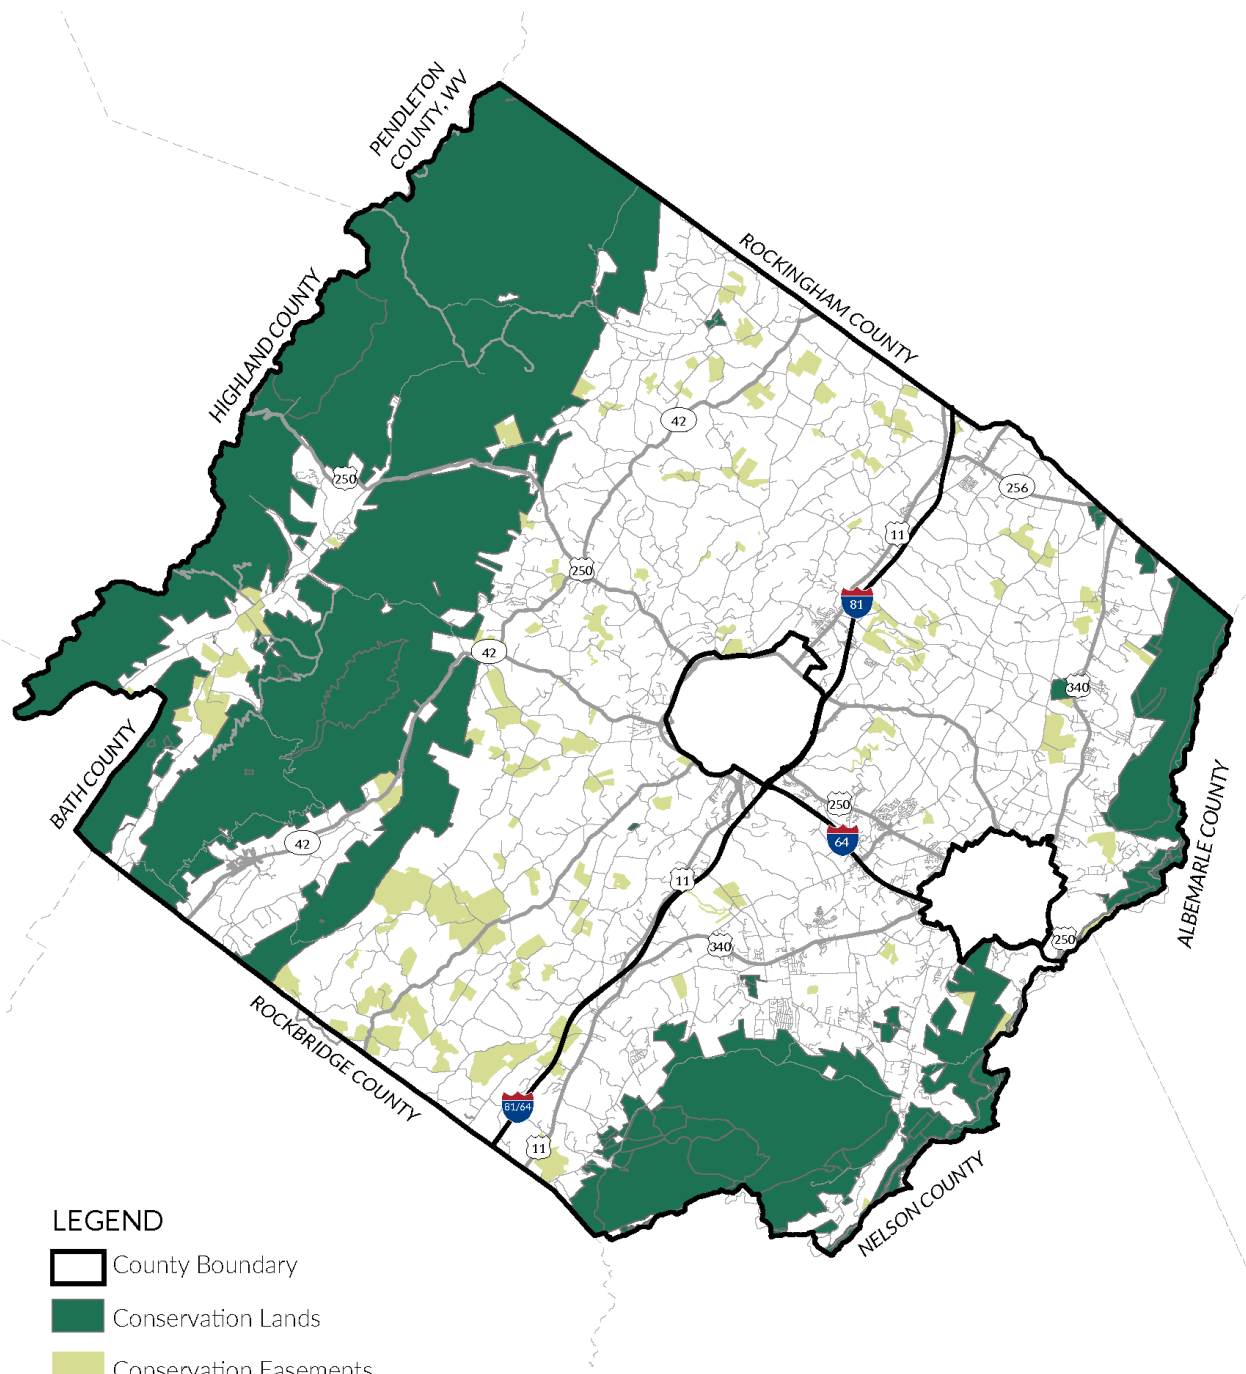 PENDLETON
COUNTY, WV
ROCKINGHAM COUNTY
HIGHLAND COUNTY
42
250
256
11
250
81
42
340
BATH COUNTY
250
64
42
ALBEMARLE COUNTY
11
340
250
ROCKBRIDGE COUNTY
81/64
11
NELSON COUNTY
LEGEND
County Boundary
Conservation Lands
Conservation Easements